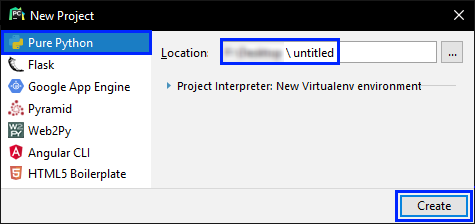 New Project
Pure Python
Flask
Google App Engine
Pyramid
Web2Py
Angular CLI
HTML5 Boilerplate
Location: \ untitled
...
Project Interpreter: New Virtualenv environment
Create